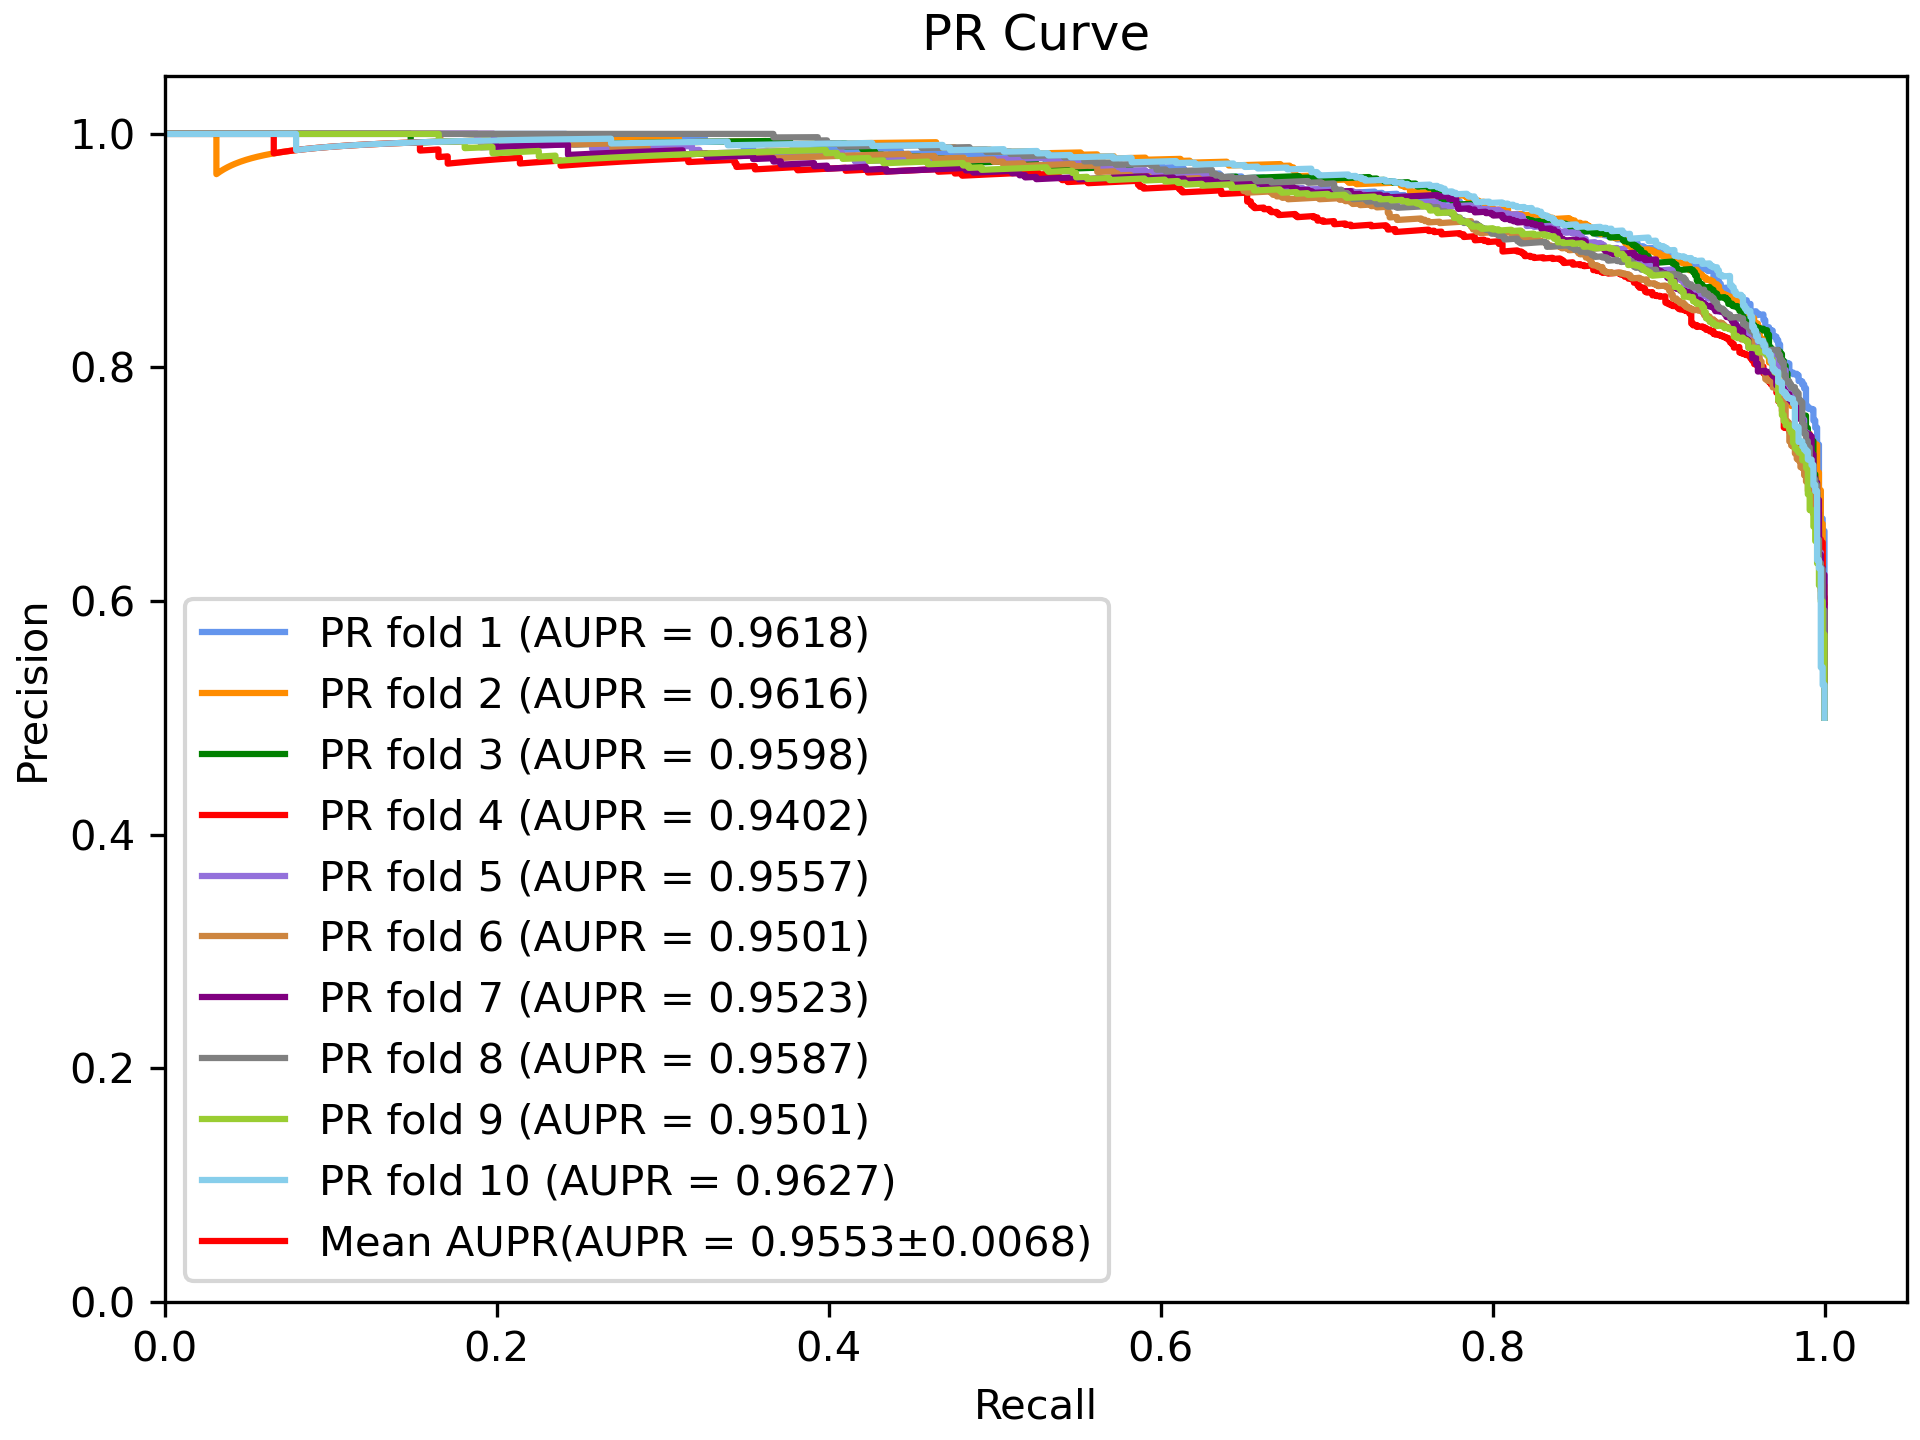 PR Curve
1.0
0.8
0.6
0.4
0.2
0.0
Precision
PR fold 1 (AUPR = 0.9618)
PR fold 2 (AUPR = 0.9616)
PR fold 3 (AUPR = 0.9598)
PR fold 4 (AUPR = 0.9402)
PR fold 5 (AUPR = 0.9557)
PR fold 6 (AUPR = 0.9501)
PR fold 7 (AUPR = 0.9523)
PR fold 8 (AUPR = 0.9587)
PR fold 9 (AUPR = 0.9501)
PR fold 10 (AUPR = 0.9627)
Mean AUPR(AUPR = 0.9553±0.0068)
0.0 0.2 0.4 0.6 0.8 1.0
Recall